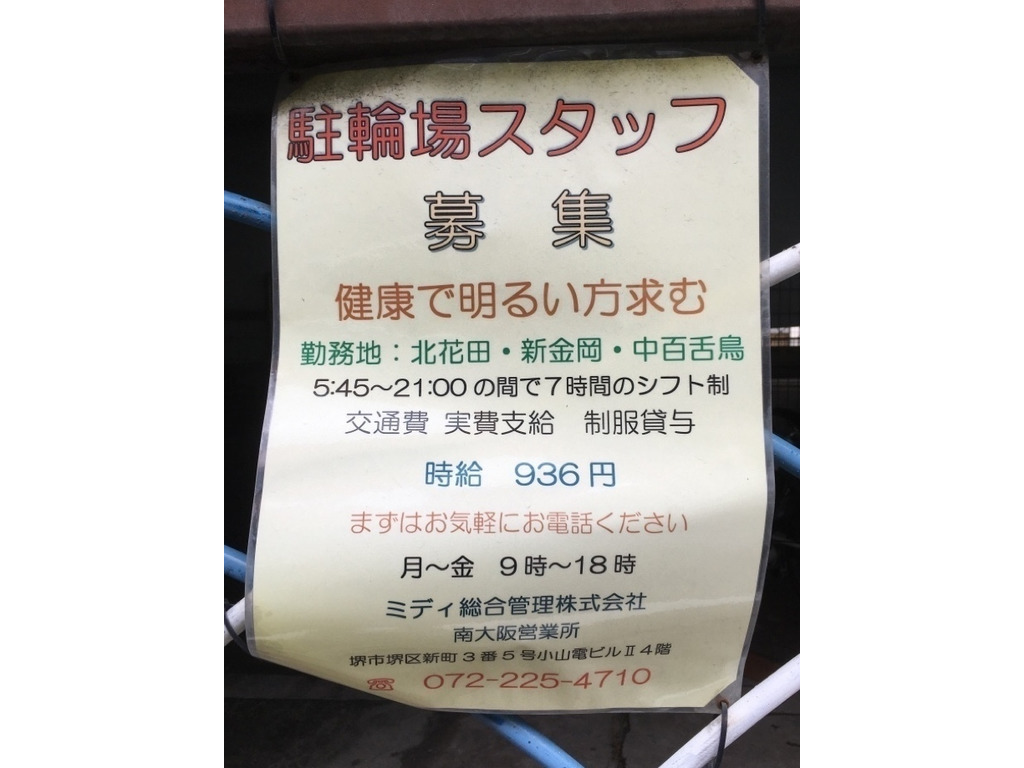 駐輪場スタッフ
募 集
健康で明るい方求む
勤務地：北花田・新金岡・中百舌鳥
5:45～21:00 の間で７時間のシフト制
交通費 実費支給　制服貸与
時給　936 円
まずはお気軽にお電話ください
月～金　９時～18 時
ミディ総合管理株式会社
南大阪営業所
堺市堺区新町３番５号小山電ビルⅡ４階
☎ 072-225-4710